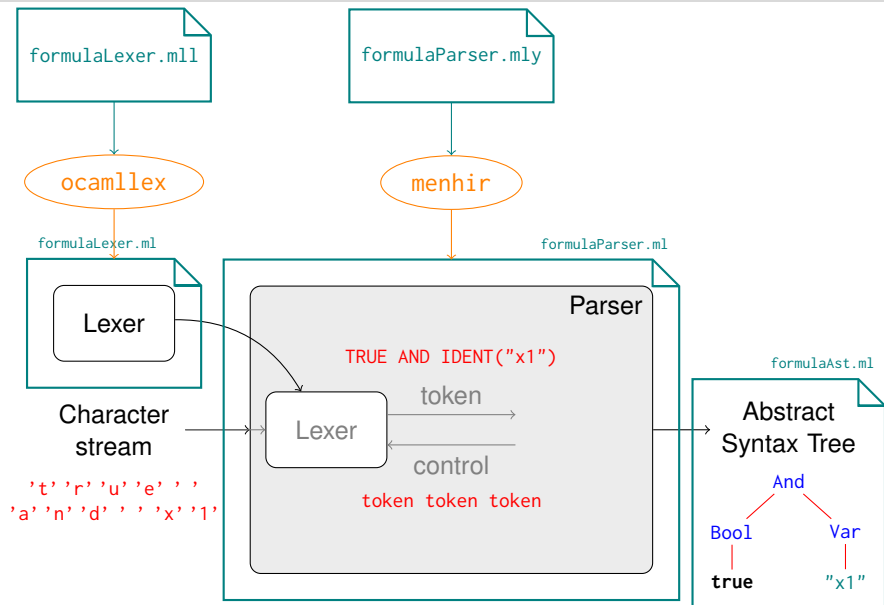 formulaLexer.mll
formulaParser.mly
ocamllex
menhir
formulaLexer.ml
formulaParser.ml
Lexer
Parser
TRUE AND IDENT("x1")
formulaAst.ml
Character
stream
Lexer
token
control
token token token
Abstract
Syntax Tree
't' 'r' 'u' 'e' ' '
'a' 'n' 'd' ' ' 'x' '1'
And
Bool
Var
true
"x1"